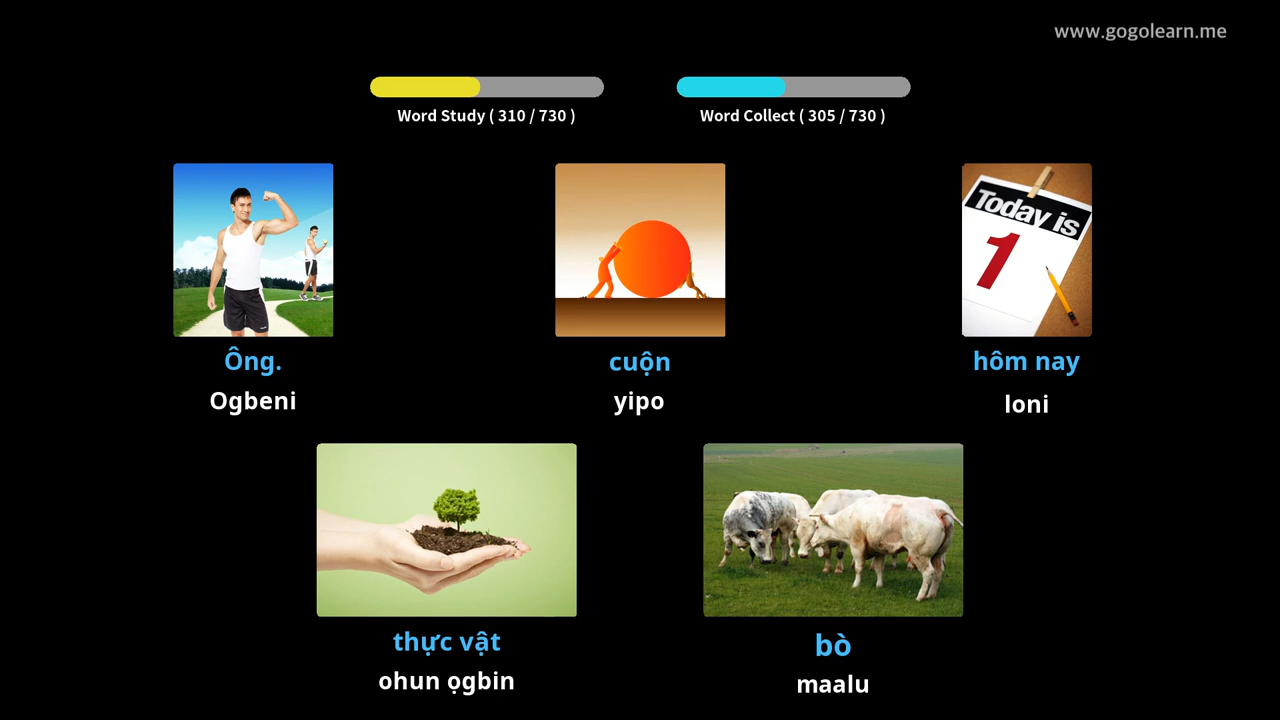 www.gogolearn.me
Word Study ( 310 / 730 )
Word Collect ( 305 / 730 )
Today is
1
Ông.
cuộn
hôm nay
Ogbeni
yipo
loni
thực vật
bò
ohun ọgbin
maalu